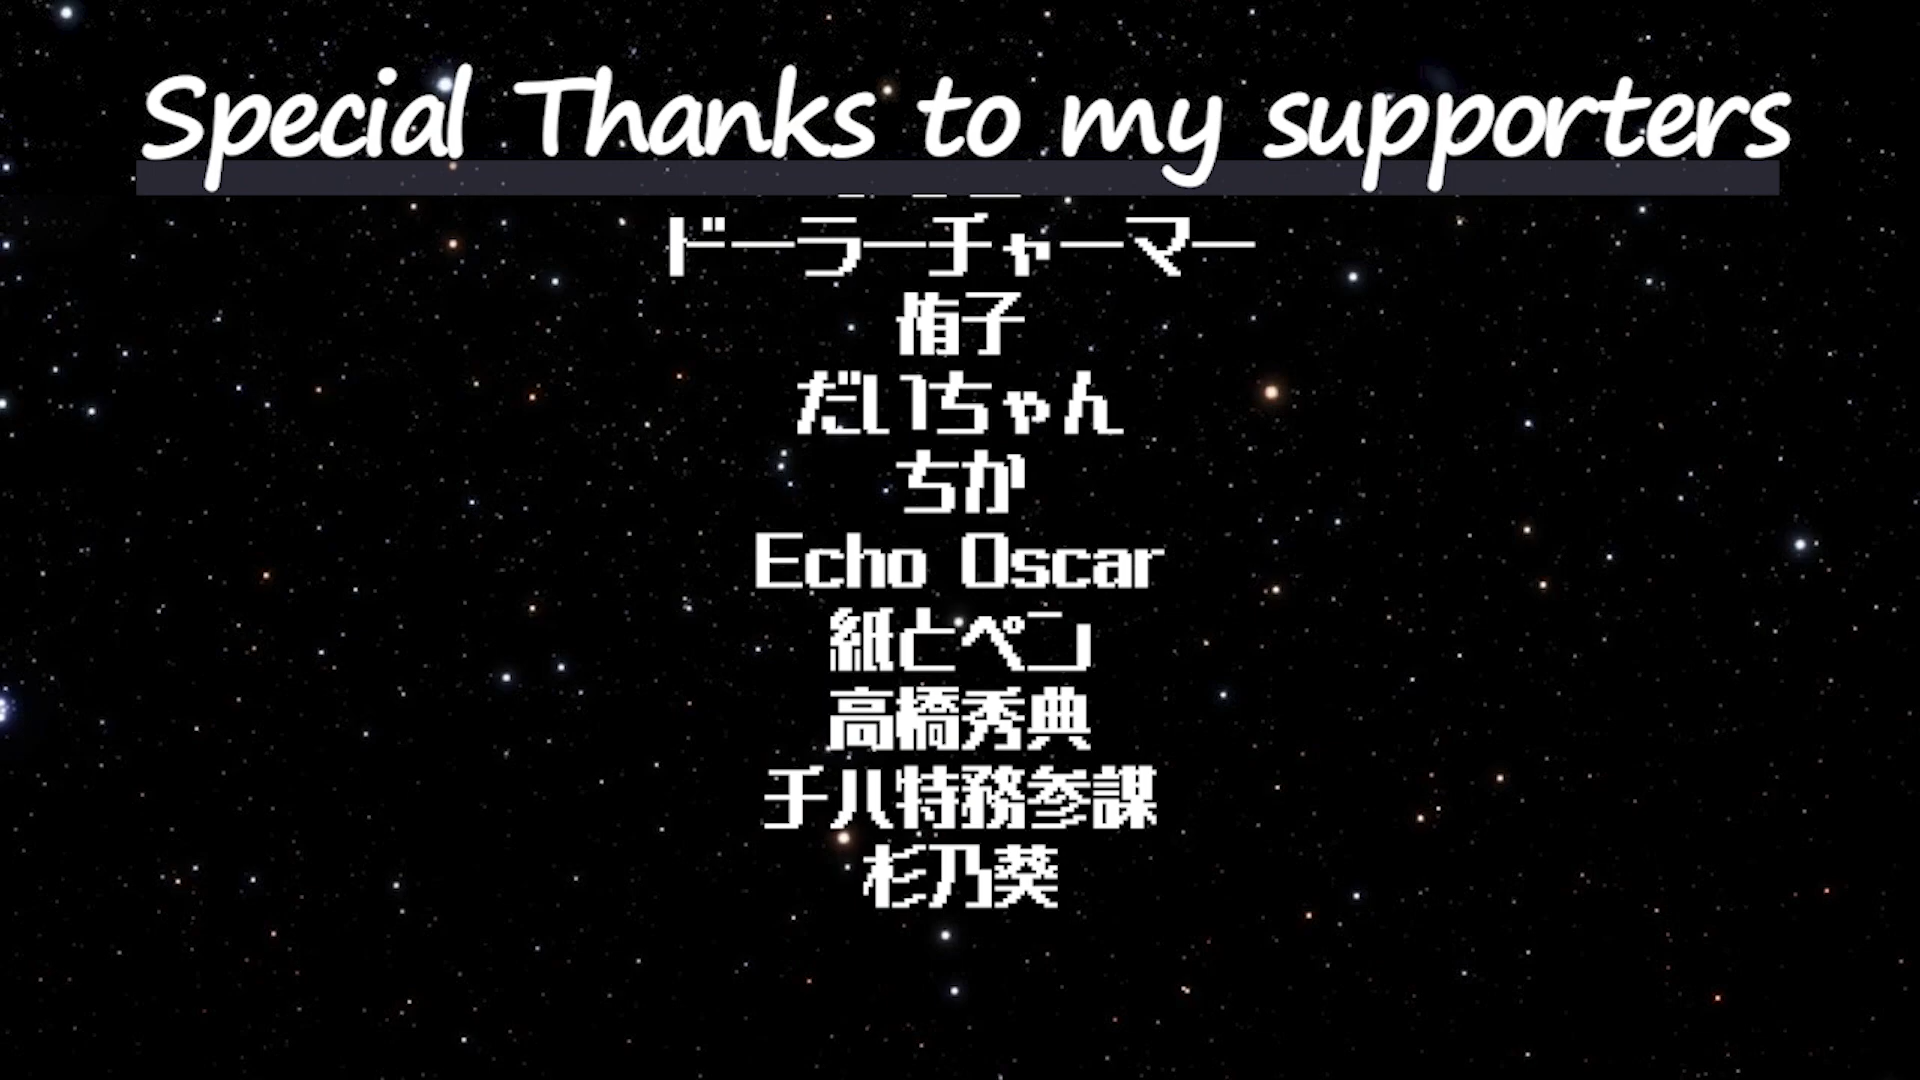 Special Thanks to my supporters
ドーラーチャーマー
侑子
だいちゃん
ちか
Echo Oscar
紙とペン
高橋秀典
千八特務参謀
杉乃葵